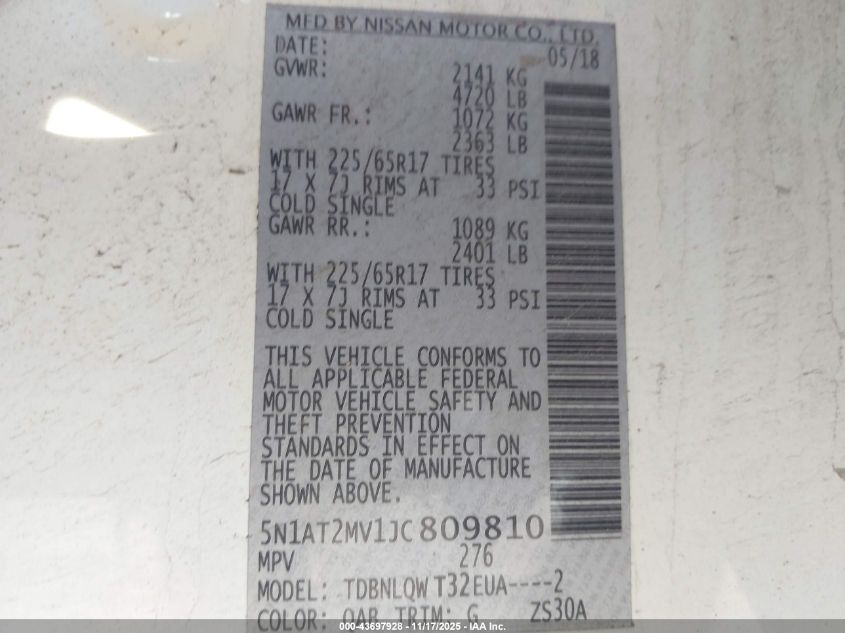 MFD BY NISSAN MOTOR CO., LTD.
DATE: 05/18
GVWR: 2141 KG
4720 LB
GAWR FR.: 1072 KG
2363 LB
WITH 225/65R17 TIRES
17 X 7J RIMS AT 33 PSI
COLD SINGLE
GAWR RR.: 1089 KG
2401 LB
WITH 225/65R17 TIRES
17 X 7J RIMS AT 33 PSI
COLD SINGLE
THIS VEHICLE CONFORMS TO
ALL APPLICABLE FEDERAL
MOTOR VEHICLE SAFETY AND
THEFT PREVENTION
STANDARDS IN EFFECT ON
THE DATE OF MANUFACTURE
SHOWN ABOVE.
5N1AT2MV1JC809810
MPV 276
MODEL: TDBNLQW T32EUA----2
COLOR: QAB TRIM: G ZS30A
000-43697928 - 11/17/2025 - IAA Inc.